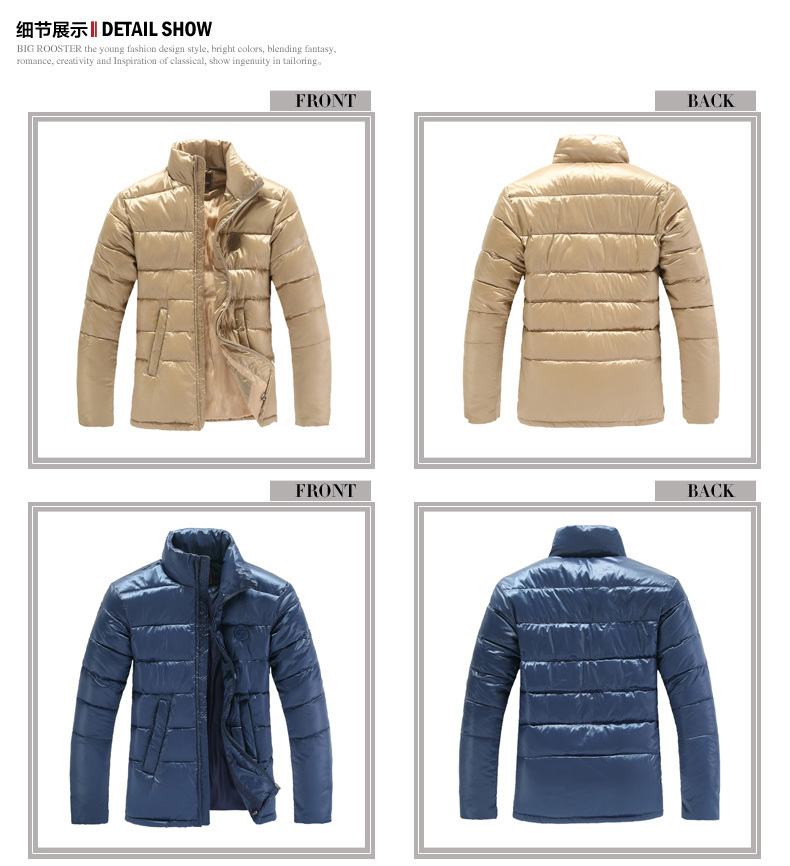 细节展示 DETAIL SHOW
BIG ROOSTER the young fashion design style, bright colors, blending fantasy,
romance, creativity and Inspiration of classical, show ingenuity in tailoring。
FRONT
BACK
FRONT
BACK